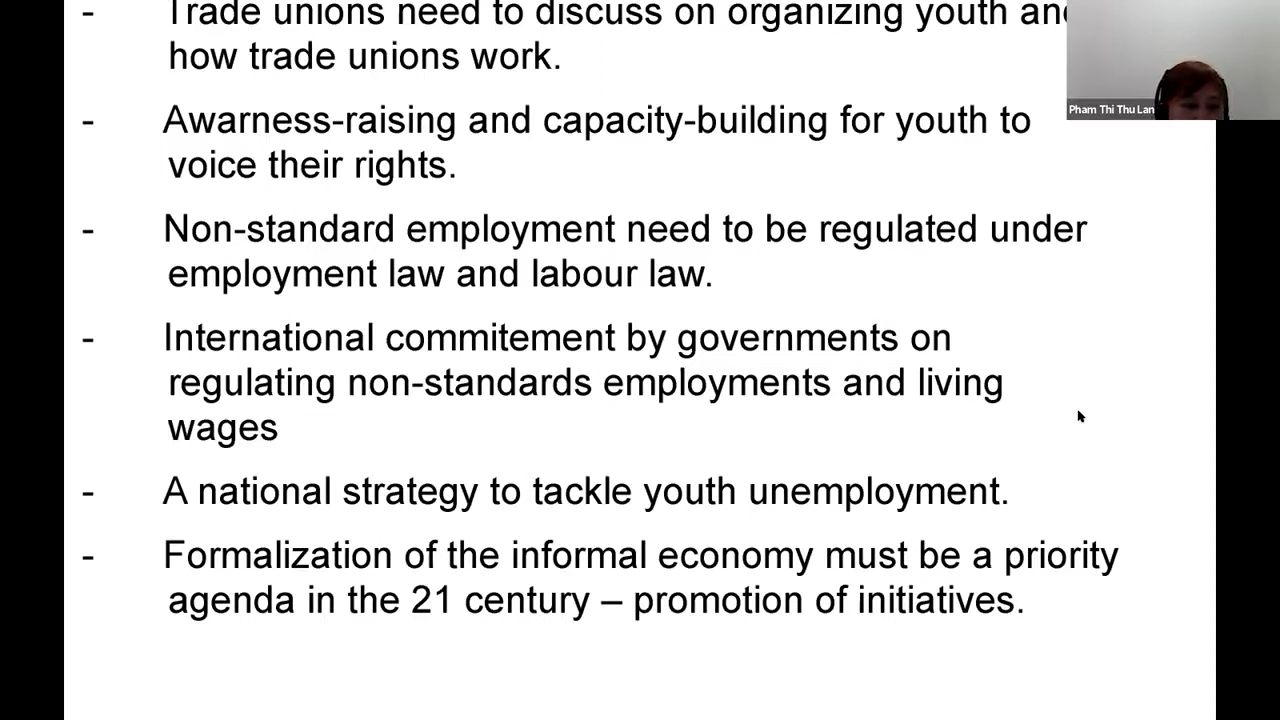 - Trade unions need to discuss on organizing youth and
how trade unions work.
Pham Thi Thu Lan
- Awarness-raising and capacity-building for youth to
voice their rights.
- Non-standard employment need to be regulated under
employment law and labour law.
- International commitement by governments on
regulating non-standards employments and living
wages
- A national strategy to tackle youth unemployment.
- Formalization of the informal economy must be a priority
agenda in the 21 century – promotion of initiatives.